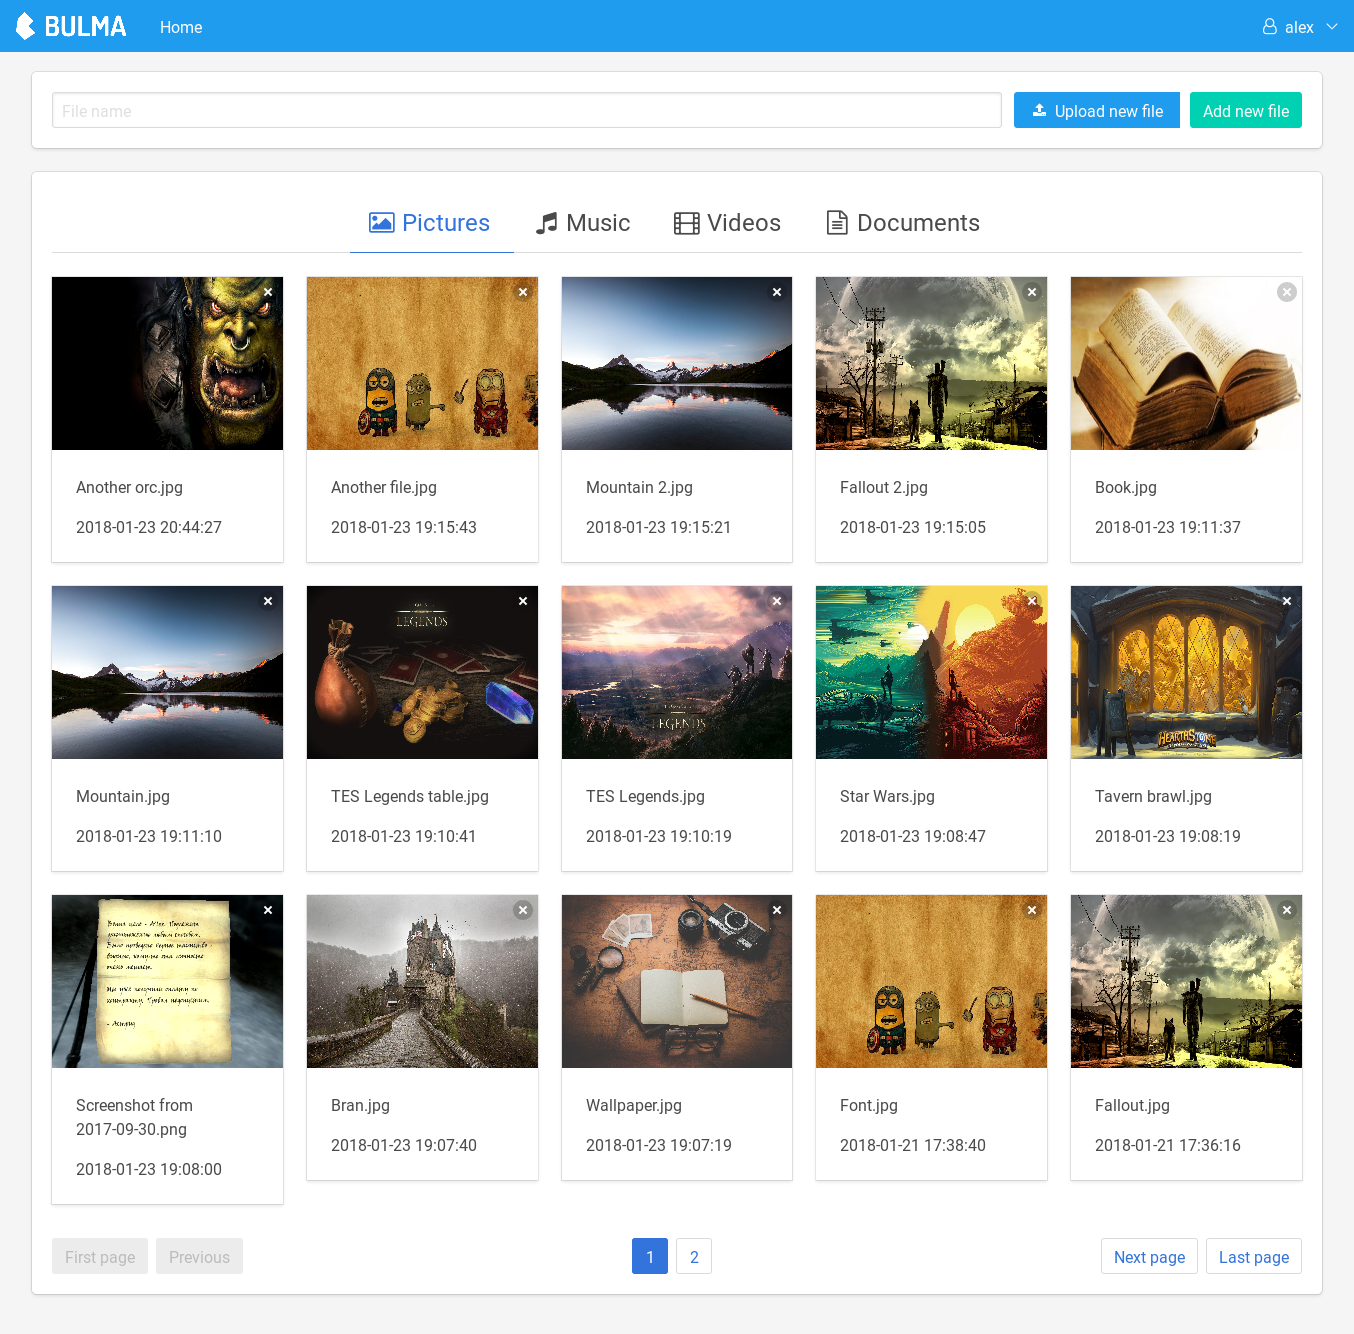 BULMA Home alex
File name Upload new file Add new file
Pictures Music Videos Documents
Another orc.jpg
2018-01-23 20:44:27
Another file.jpg
2018-01-23 19:15:43
Mountain 2.jpg
2018-01-23 19:15:21
Fallout 2.jpg
2018-01-23 19:15:05
Book.jpg
2018-01-23 19:11:37
Mountain.jpg
2018-01-23 19:11:10
LEGENDS
TES Legends table.jpg
2018-01-23 19:10:41
LEGENDS
TES Legends.jpg
2018-01-23 19:10:19
Star Wars.jpg
2018-01-23 19:08:47
HEARTHSTONE
Tavern brawl.jpg
2018-01-23 19:08:19
Screenshot from
2017-09-30.png
2018-01-23 19:08:00
Bran.jpg
2018-01-23 19:07:40
Wallpaper.jpg
2018-01-23 19:07:19
Font.jpg
2018-01-21 17:38:40
Fallout.jpg
2018-01-21 17:36:16
First page Previous 1 2 Next page Last page